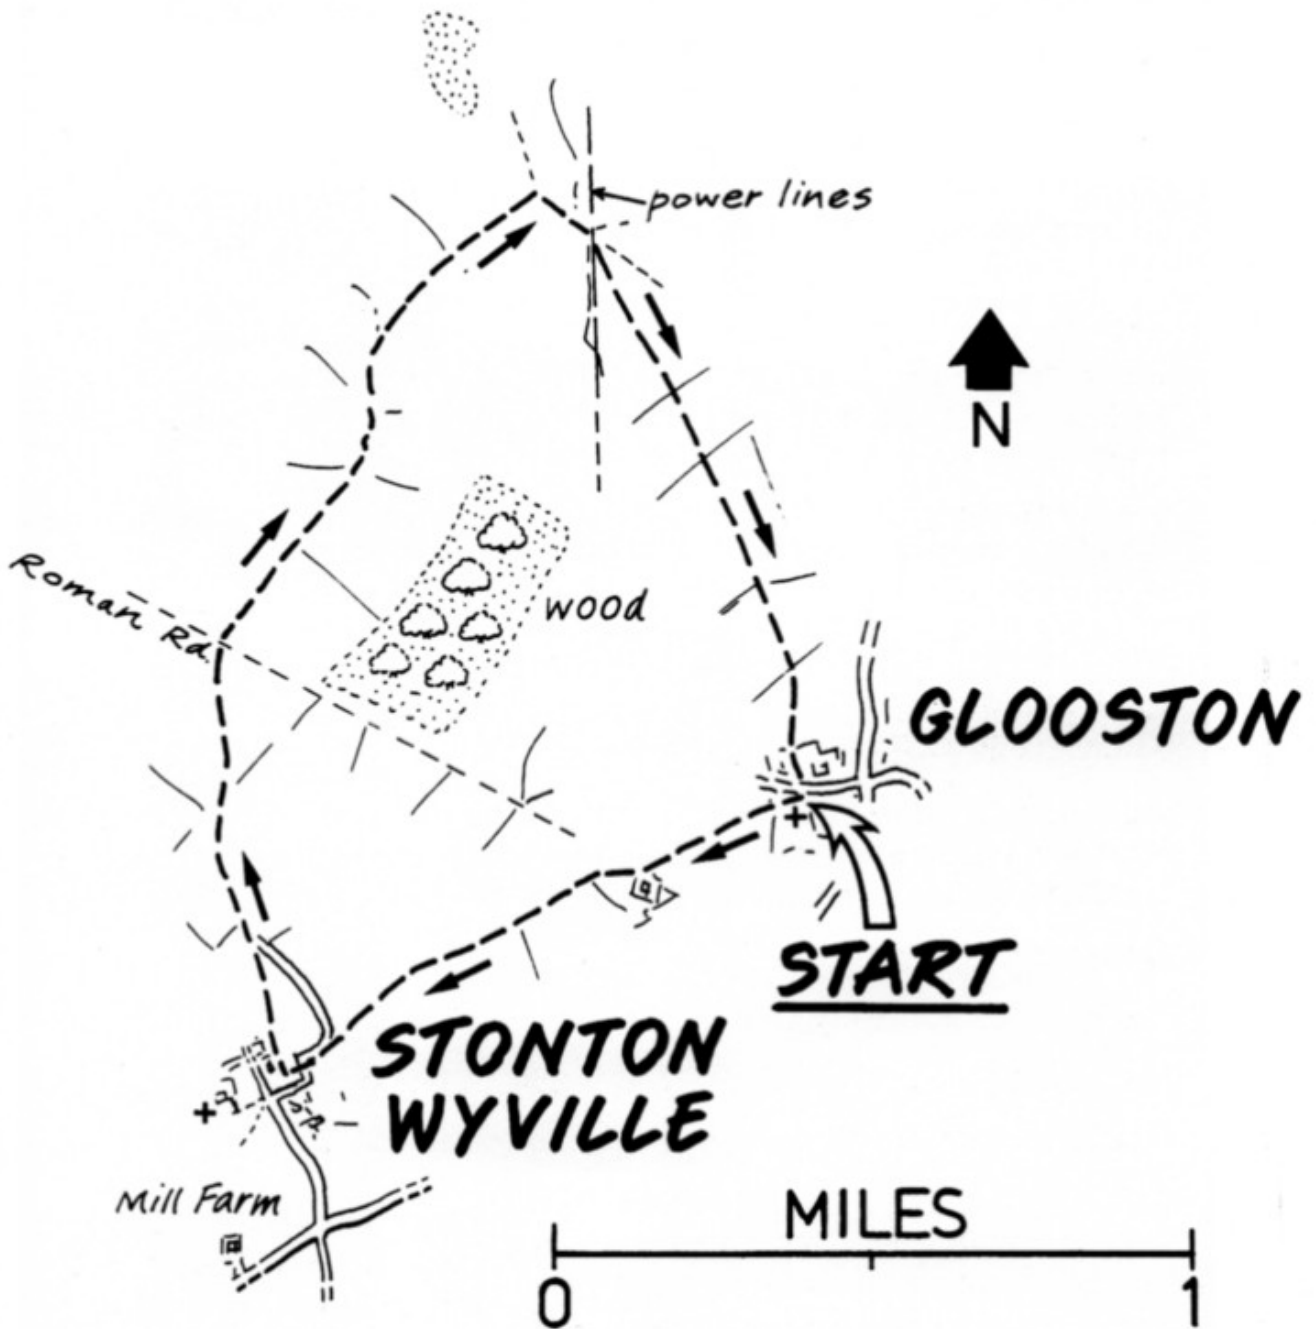 power lines
N
Roman Rd.
wood
GLOOSTON
START
STONTON
WYVILLE
Mill Farm
MILES
0 1